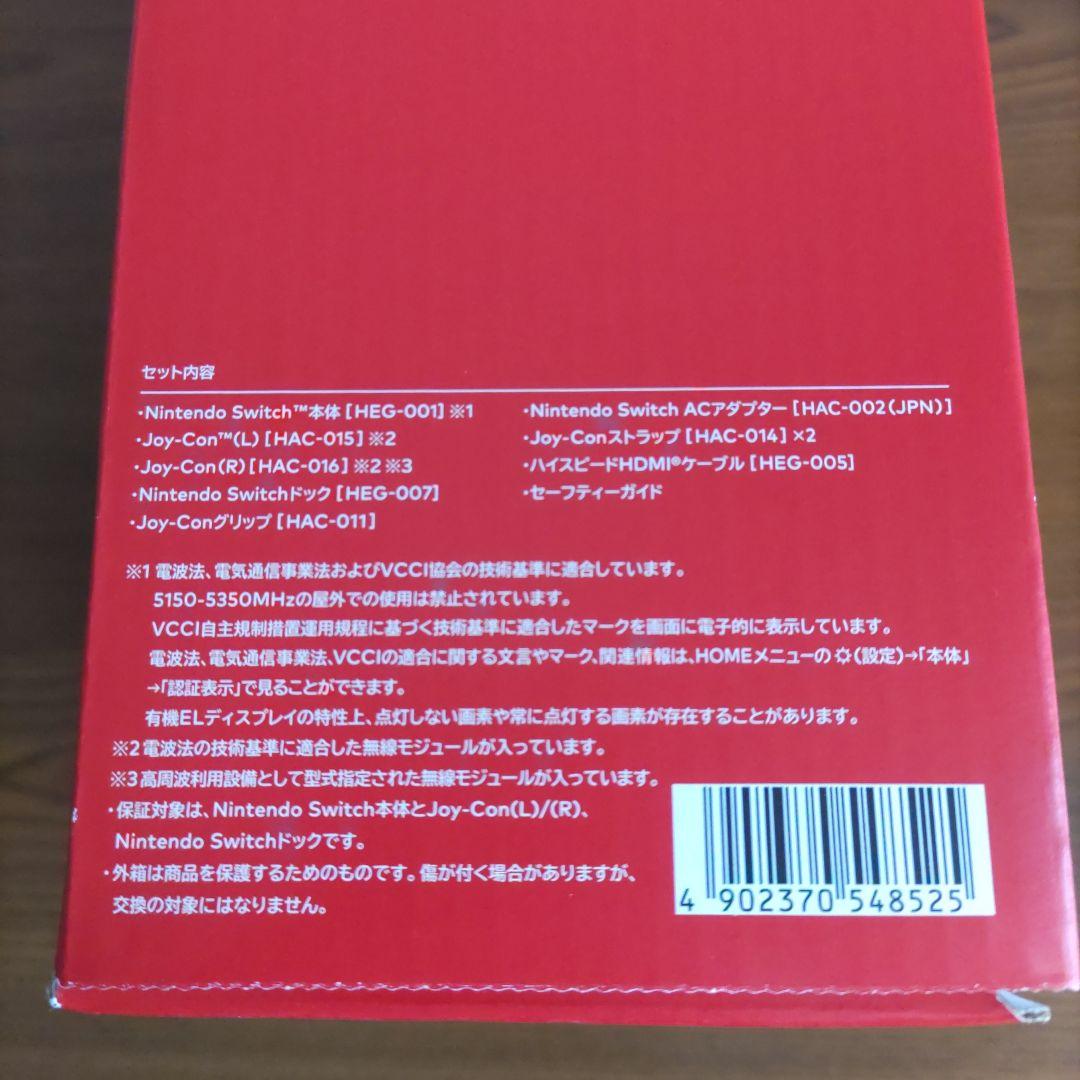 セット内容
・Nintendo Switch™本体［HEG-001］※1
・Joy-Con™(L)［HAC-015］※2
・Joy-Con(R)［HAC-016］※2 ※3
・Nintendo Switchドック［HEG-007］
・Joy-Conグリップ［HAC-011］
・Nintendo Switch ACアダプター［HAC-002(JPN)］
・Joy-Conストラップ［HAC-014］×2
・ハイスピードHDMI®ケーブル［HEG-005］
・セーフティーガイド
※1 電波法、電気通信事業法およびVCCI協会の技術基準に適合しています。
5150-5350MHzの屋外での使用は禁止されています。
VCCI自主規制措置運用規程に基づく技術基準に適合したマークを画面に電子的に表示しています。
電波法、電気通信事業法、VCCIの適合に関する文言やマーク、関連情報は、HOMEメニューの(設定)→「本体」
→「認証表示」で見ることができます。
有機ELディスプレイの特性上、点灯しない画素や常に点灯する画素が存在することがあります。
※2 電波法の技術基準に適合した無線モジュールが入っています。
※3 高周波利用設備として型式指定された無線モジュールが入っています。
・保証対象は、Nintendo Switch本体とJoy-Con(L)/(R)、
Nintendo Switchドックです。
・外箱は商品を保護するためのものです。傷が付く場合がありますが、
交換の対象にはなりません。
4 902370 548525